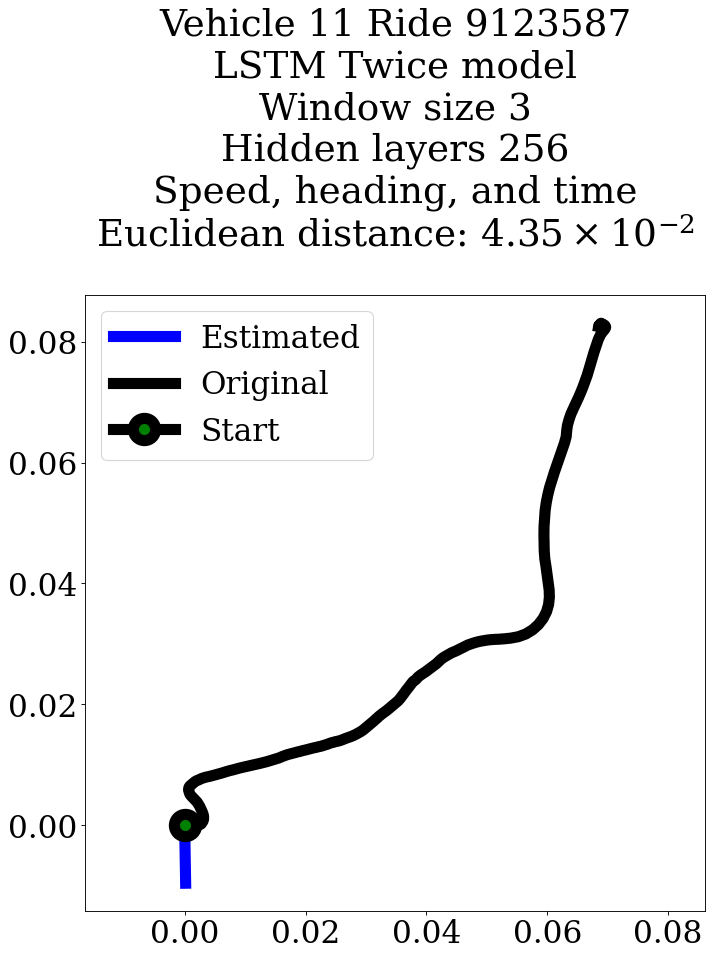 Vehicle 11 Ride 9123587
LSTM Twice model
Window size 3
Hidden layers 256
Speed, heading, and time
Euclidean distance: 4.35 × 10⁻²
Estimated
Original
Start
0.08
0.06
0.04
0.02
0.00
0.00 0.02 0.04 0.06 0.08